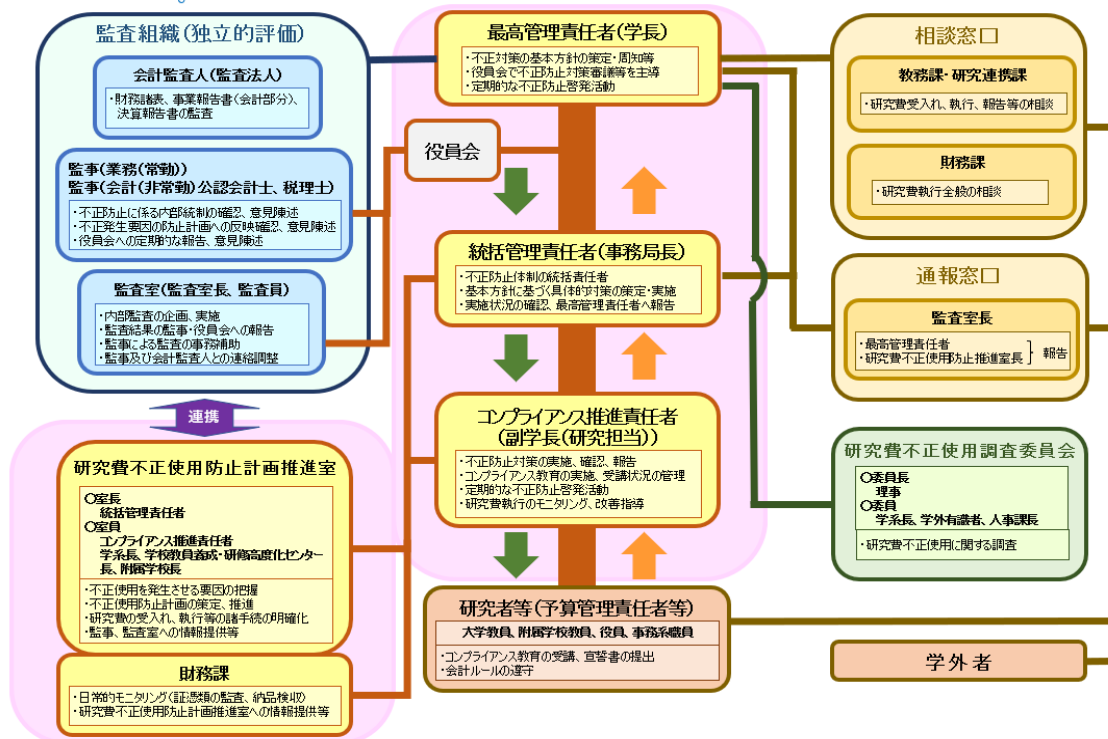 監査組織(独立的評価)
会計監査人(監査法人)
・財務諸表、事業報告書(会計部分)、
決算報告書の監査
監事(業務(常勤))
監事(会計(非常勤)公認会計士、税理士)
・不正防止に係る内部統制の確認、意見陳述
・不正発生要因の防止計画への反映確認、意見陳述
・役員会への定期的な報告、意見陳述
監査室(監査室長、監査員)
・内部監査の企画、実施
・監査結果の監事・役員会への報告
・監事による監査の事務補助
・監事及び会計監査人との連絡調整
連携
研究費不正使用防止計画推進室
〇室長
統括管理責任者
〇室員
コンプライアンス推進責任者
学系長、学校教員養成・研修高度化センター
長、附属学校長
・不正使用を発生させる要因の把握
・不正使用防止計画の策定、推進
・研究費の受入れ、執行等の諸手続の明確化
・監事、監査室への情報提供等
財務課
・日常的モニタリング(証憑類の監査、納品検収)
・研究費不正使用防止計画推進室への情報提供等
最高管理責任者(学長)
・不正対策の基本方針の策定・周知等
・役員会で不正防止対策審議等を主導
・定期的な不正防止啓発活動
役員会
統括管理責任者(事務局長)
・不正防止体制の統括責任者
・基本方針に基づく具体的対策の策定・実施
・実施状況の確認、最高管理責任者へ報告
コンプライアンス推進責任者
(副学長(研究担当))
・不正防止対策の実施、確認、報告
・コンプライアンス教育の実施、受講状況の管理
・定期的な不正防止啓発活動
・研究費執行のモニタリング、改善指導
研究者等(予算管理責任者等)
大学教員、附属学校教員、役員、事務系職員
・コンプライアンス教育の受講、宣誓書の提出
・会計ルールの遵守
相談窓口
教務課・研究連携課
・研究費受入れ、執行、報告等の相談
財務課
・研究費執行全般の相談
通報窓口
監査室長
・最高管理責任者
・研究費不正使用防止推進室長
報告
研究費不正使用調査委員会
〇委員長
理事
〇委員
学系長、学外有識者、人事課長
・研究費不正使用に関する調査
学外者